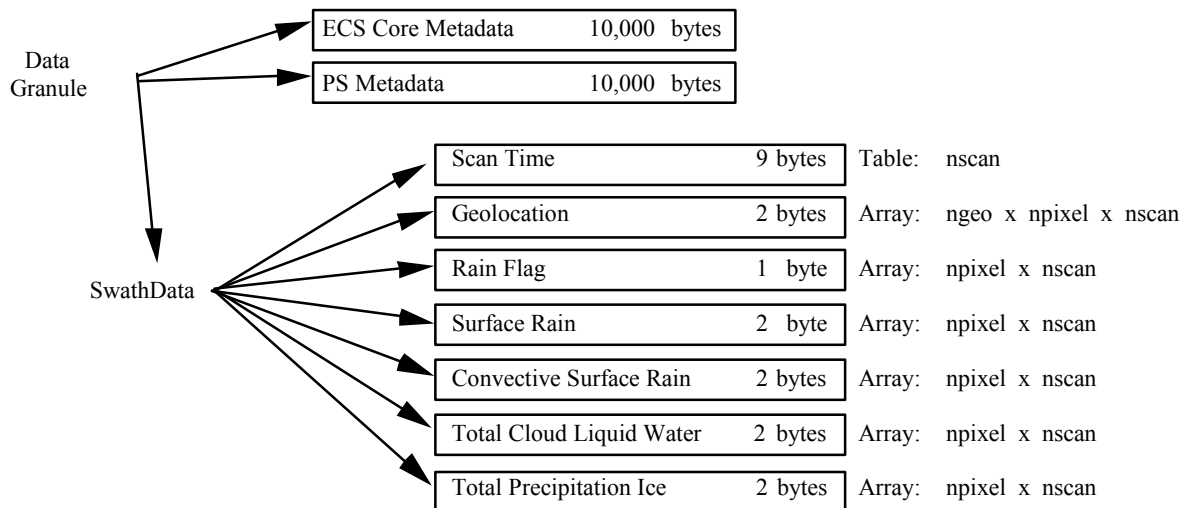 ECS Core Metadata 10,000 bytes
Data
Granule
PS Metadata 10,000 bytes
Scan Time 9 bytes Table: nscan
Geolocation 2 bytes Array: ngeo x npixel x nscan
Rain Flag 1 byte Array: npixel x nscan
SwathData
Surface Rain 2 byte Array: npixel x nscan
Convective Surface Rain 2 bytes Array: npixel x nscan
Total Cloud Liquid Water 2 bytes Array: npixel x nscan
Total Precipitation Ice 2 bytes Array: npixel x nscan